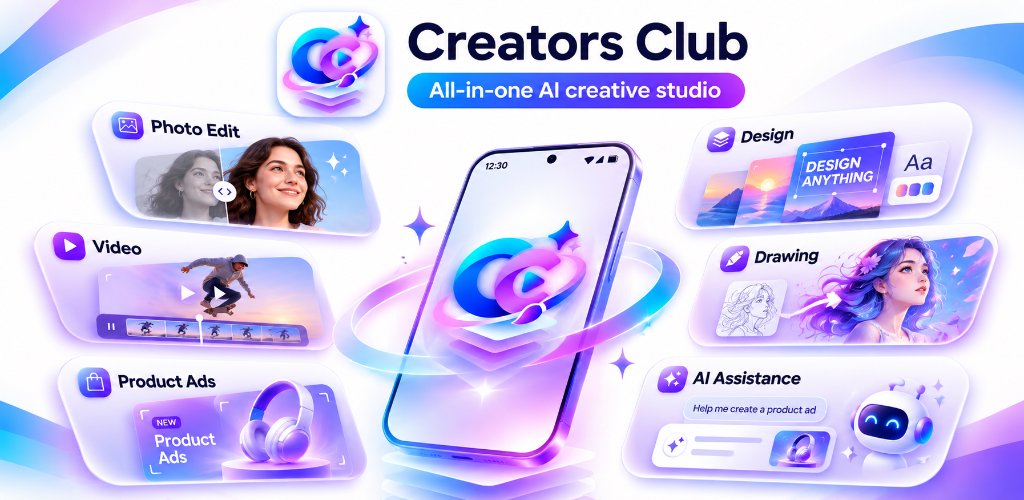 Creators Club
All-in-one AI creative studio
Photo Edit
Video
Product Ads
NEW
Product
Ads
12:30
Design
DESIGN
ANYTHING
Aa
Drawing
AI Assistance
Help me create a product ad